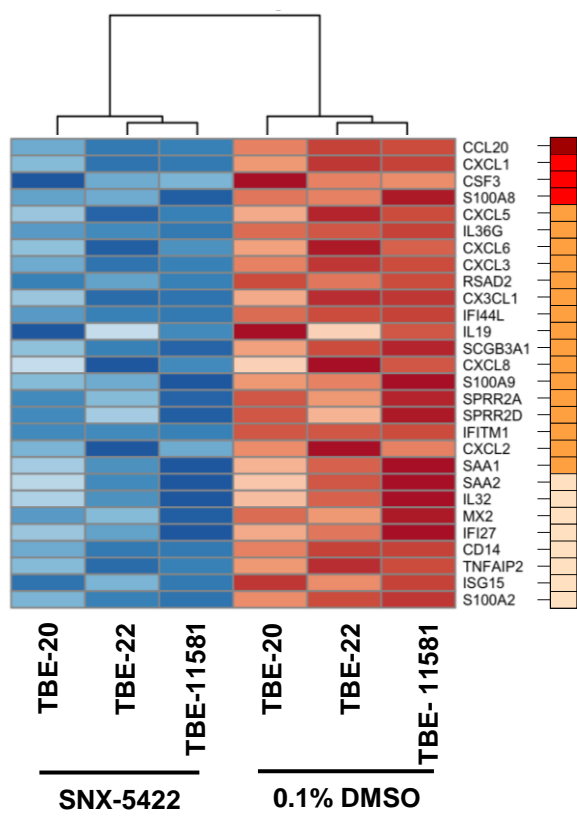 CCL20
CXCL1
CSF3
S100A8
CXCL5
IL36G
CXCL6
CXCL3
RSAD2
CX3CL1
IFI44L
IL19
SCGB3A1
CXCL8
S100A9
SPRR2A
SPRR2D
IFITM1
CXCL2
SAA1
SAA2
IL32
MX2
IFI27
CD14
TNFAIP2
ISG15
S100A2
TBE-20
TBE-22
TBE-11581
TBE-20
TBE-22
TBE- 11581
SNX-5422
0.1% DMSO